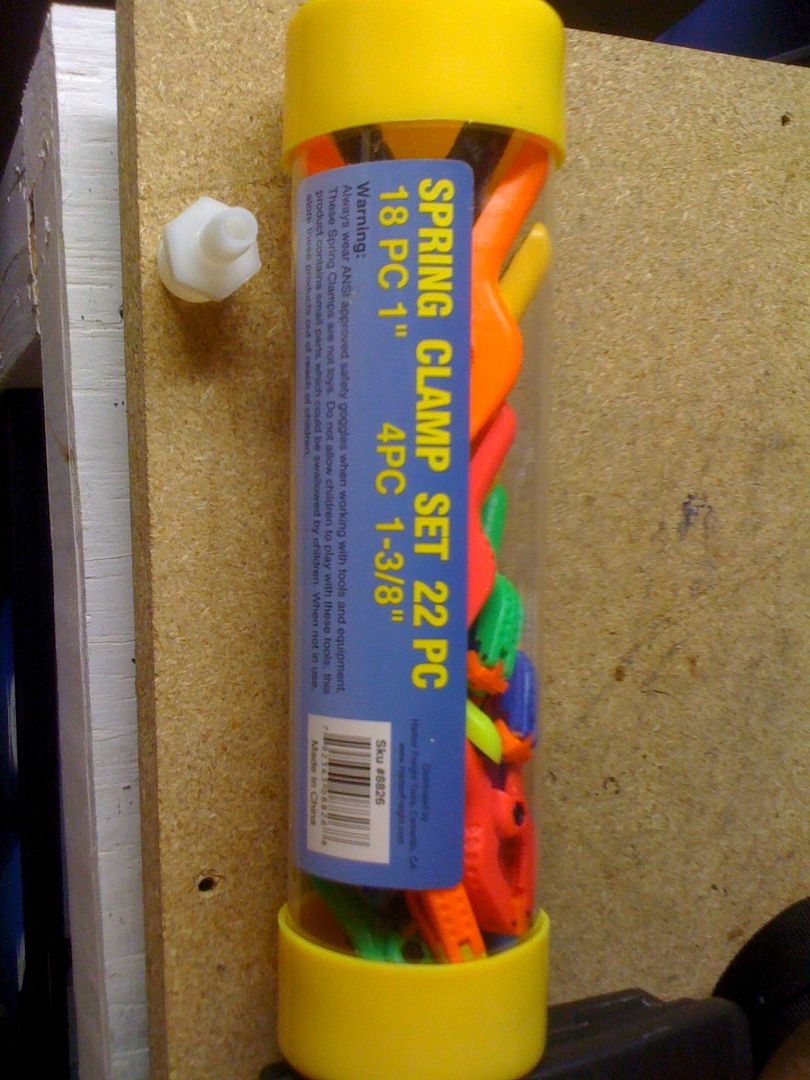 SPRING CLAMP SET 22 PC
18 PC 1" 4PC 1-3/8"
Warning:
Always wear ANSI approved safety goggles when working with tools and equipment.
These Spring Clamps are not toys. Do not allow children to play with these tools, this
product contains small parts which could be swallowed by children. When not in use,
store these products out of reach of children.
Distributed by
Harbor Freight Tools, Camarillo, CA
www.HarborFreight.com
Sku #8826
Made in China